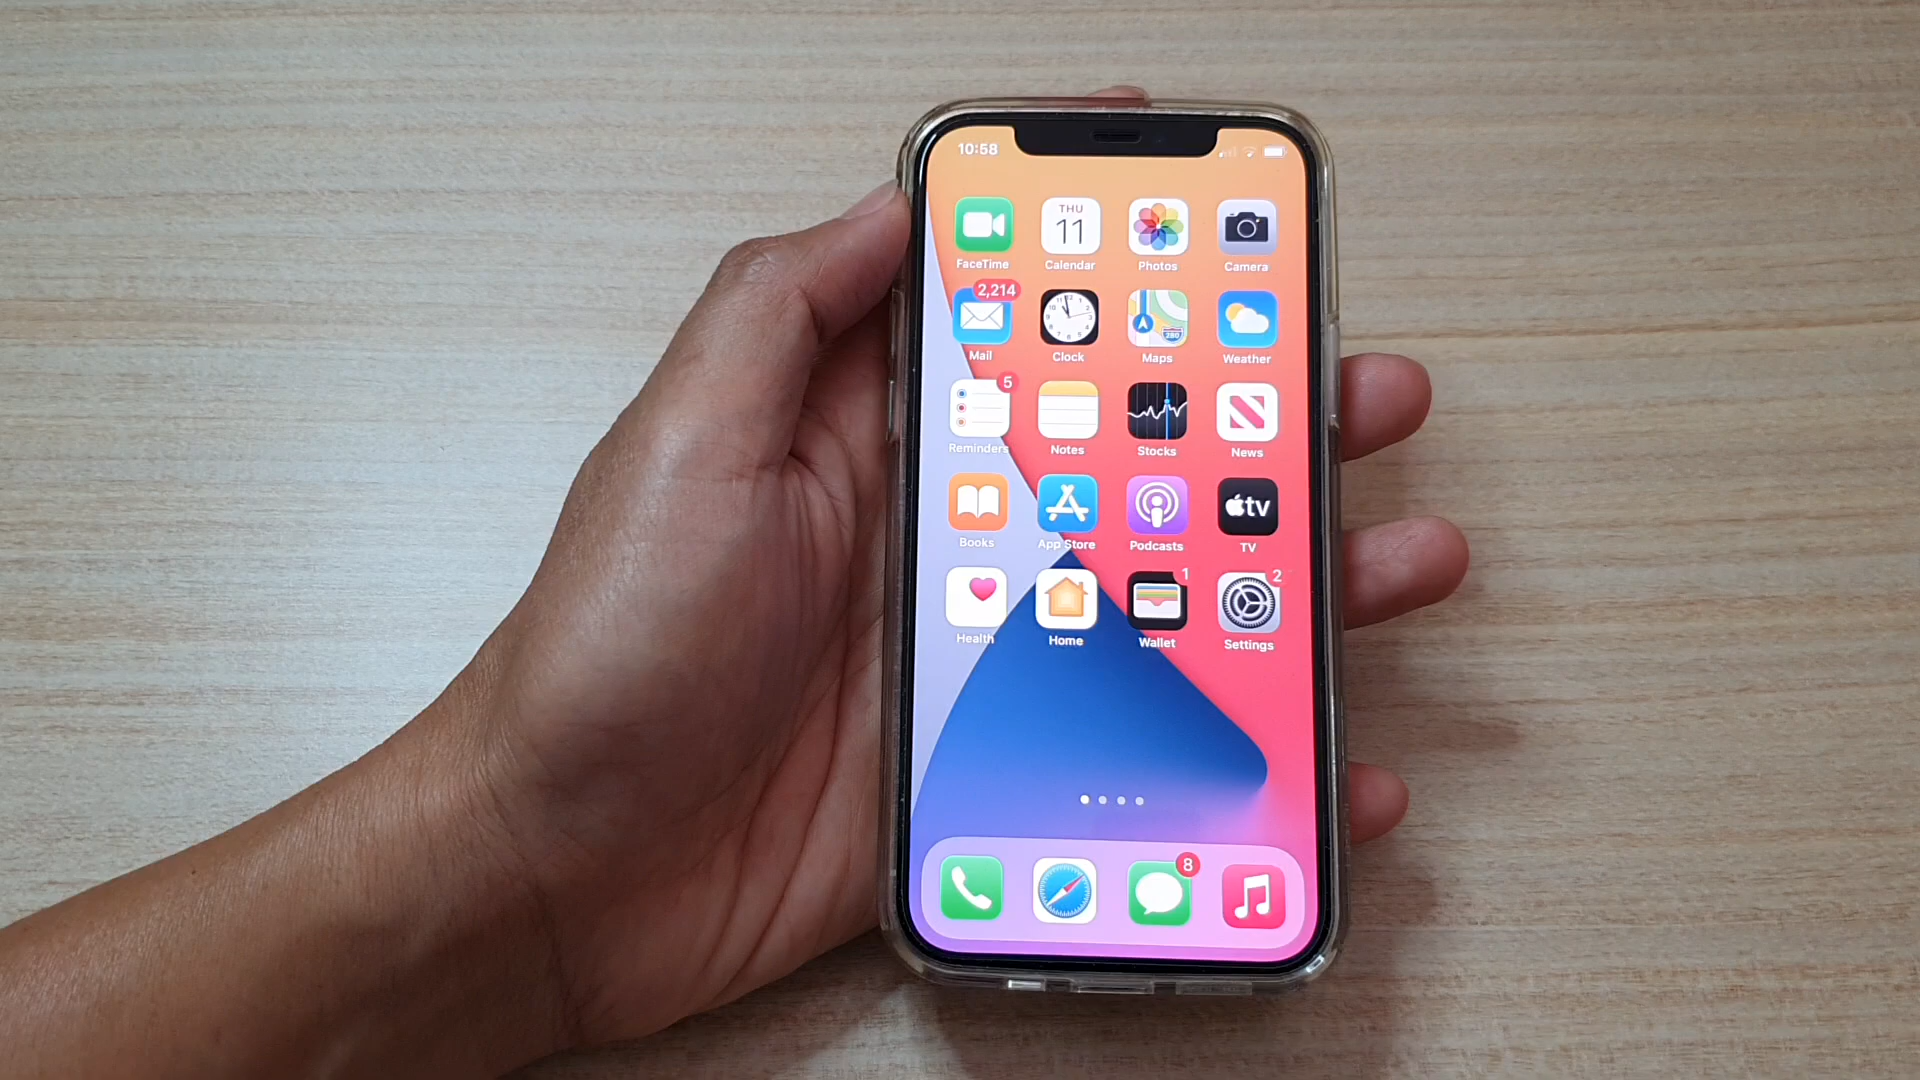 10:58
THU
11
FaceTime
Calendar
Photos
Camera
2,214
280
Mail
Clock
Maps
Weather
5
Reminders
Notes
Stocks
News
tv
Books
App Store
Podcasts
TV
1
2
Health
Home
Wallet
Settings
8